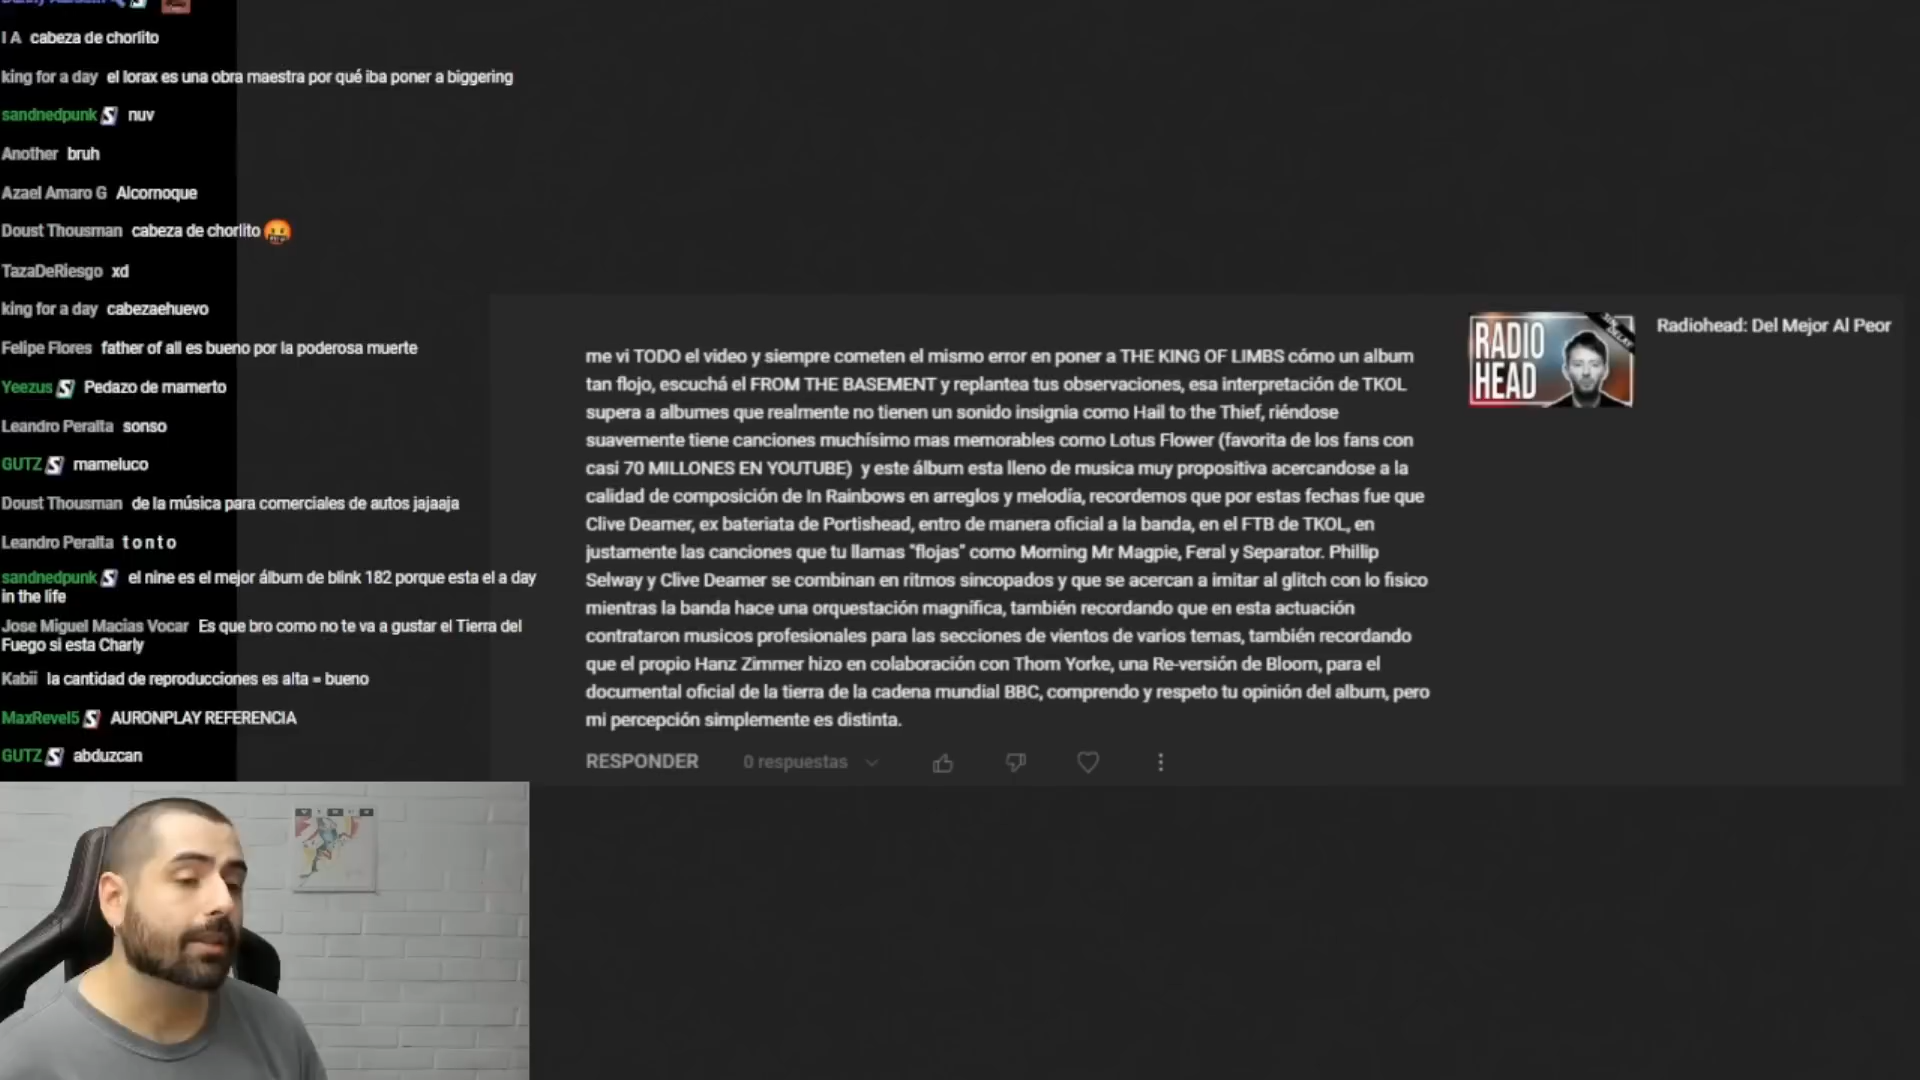 I A cabeza de chorlito
king for a day el lorax es una obra maestra por qué iba poner a biggering
sandnedpunk nuv
Another bruh
Azael Amaro G Alcornoque
Doust Thousman cabeza de chorlito
TazaDeRiesgo xd
king for a day cabezaehuevo
Felipe Flores father of all es bueno por la poderosa muerte
Yeezus Pedazo de mamerto
Leandro Peralta sonso
GUTZ mameluco
Doust Thousman de la música para comerciales de autos jajaaja
Leandro Peralta t o n t o
sandnedpunk el nine es el mejor álbum de blink 182 porque esta el a day
in the life
Jose Miguel Macias Vocar Es que bro como no te va a gustar el Tierra del
Fuego si esta Charly
Kabii la cantidad de reproducciones es alta = bueno
MaxRevel5 AURONPLAY REFERENCIA
GUTZ abduzcan
me vi TODO el video y siempre cometen el mismo error en poner a THE KING OF LIMBS cómo un album
tan flojo, escuchá el FROM THE BASEMENT y replantea tus observaciones, esa interpretación de TKOL
supera a albumes que realmente no tienen un sonido insignia como Hail to the Thief, riéndose
suavemente tiene canciones muchísimo mas memorables como Lotus Flower (favorita de los fans con
casi 70 MILLONES EN YOUTUBE) y este álbum esta lleno de musica muy propositiva acercandose a la
calidad de composición de In Rainbows en arreglos y melodía, recordemos que por estas fechas fue que
Clive Deamer, ex bateriata de Portishead, entro de manera oficial a la banda, en el FTB de TKOL, en
justamente las canciones que tu llamas "flojas" como Morning Mr Magpie, Feral y Separator. Phillip
Selway y Clive Deamer se combinan en ritmos sincopados y que se acercan a imitar al glitch con lo fisico
mientras la banda hace una orquestación magnífica, también recordando que en esta actuación
contrataron musicos profesionales para las secciones de vientos de varios temas, también recordando
que el propio Hanz Zimmer hizo en colaboración con Thom Yorke, una Re-versión de Bloom, para el
documental oficial de la tierra de la cadena mundial BBC, comprendo y respeto tu opinión del album, pero
mi percepción simplemente es distinta.
RESPONDER 0 respuestas
RADIO
HEAD
Radiohead: Del Mejor Al Peor